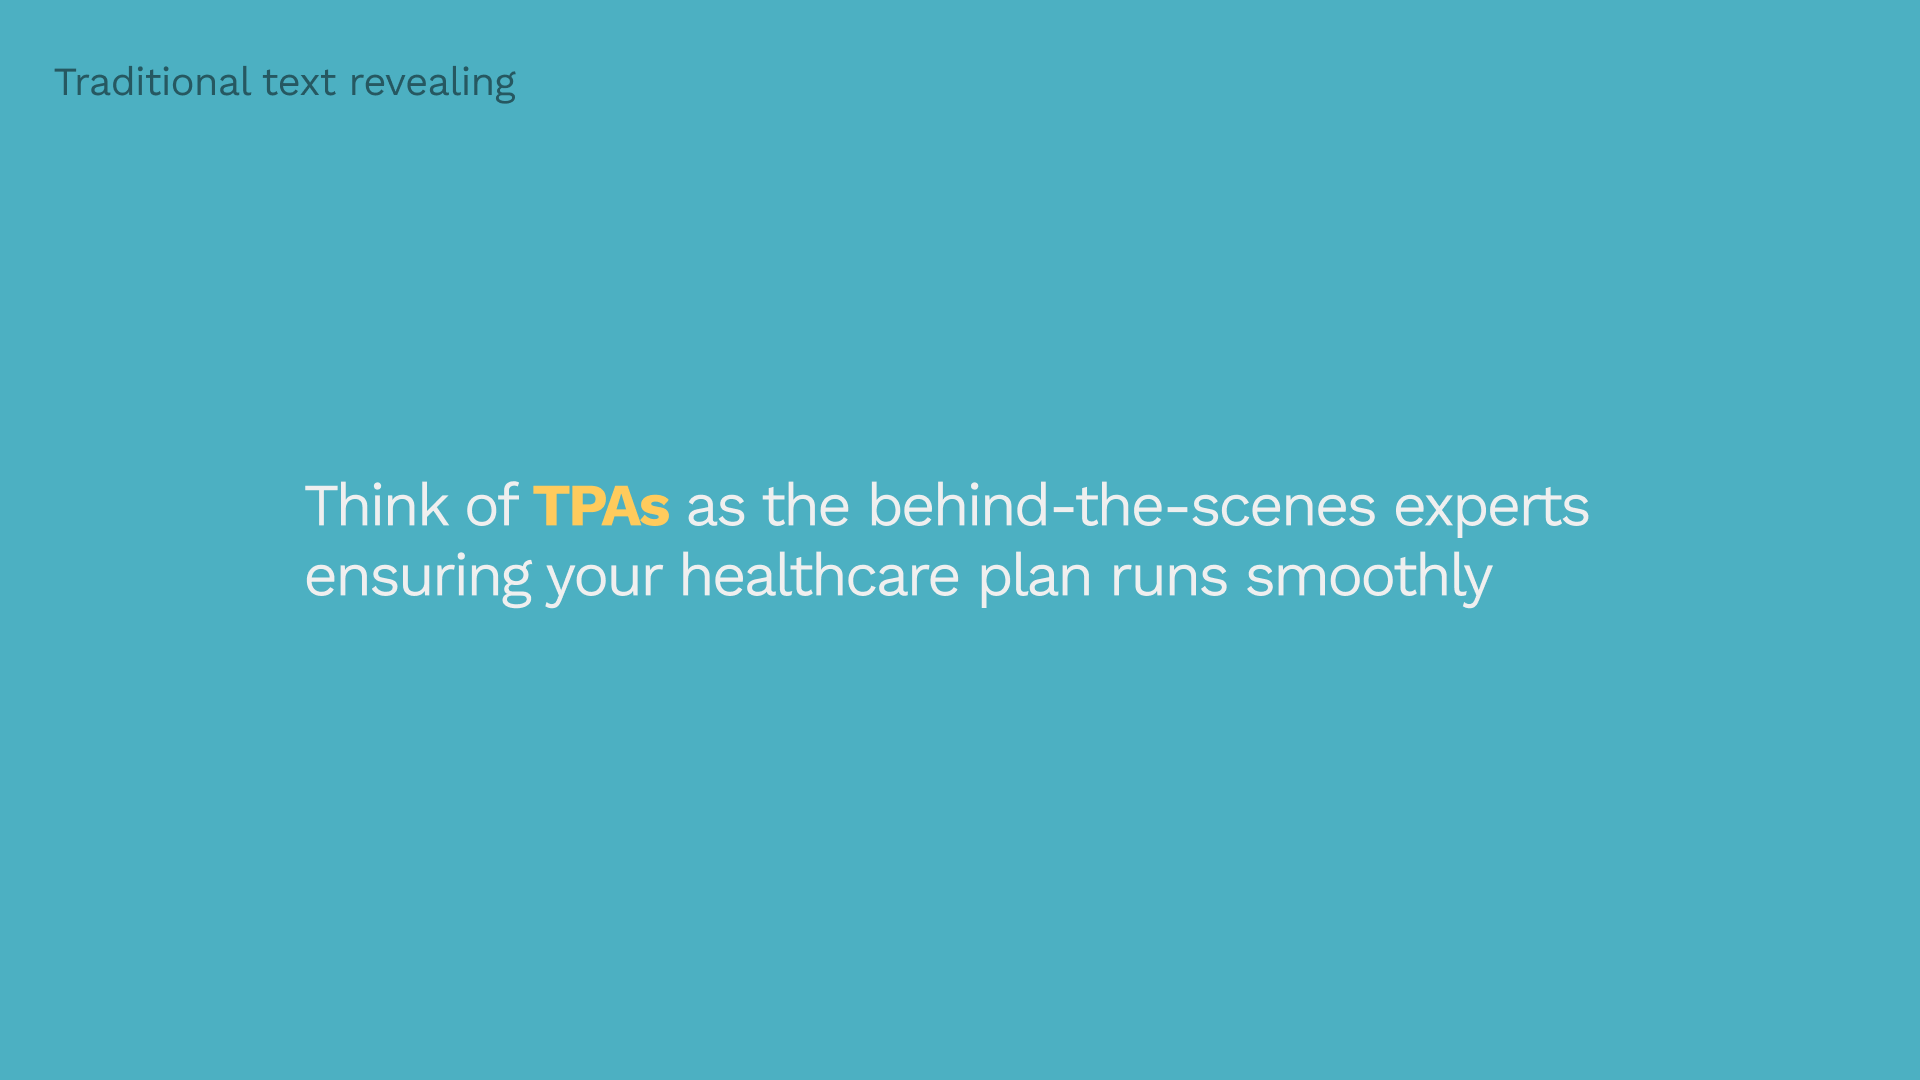 Traditional text revealing
Think of TPAs as the behind-the-scenes experts
ensuring your healthcare plan runs smoothly